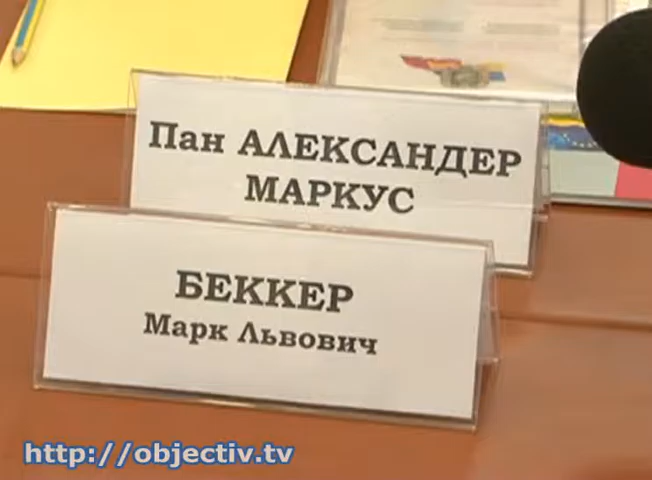 Пан АЛЕКСАНДЕР
МАРКУС
БЕККЕР
Марк Львович
http://objectiv.tv